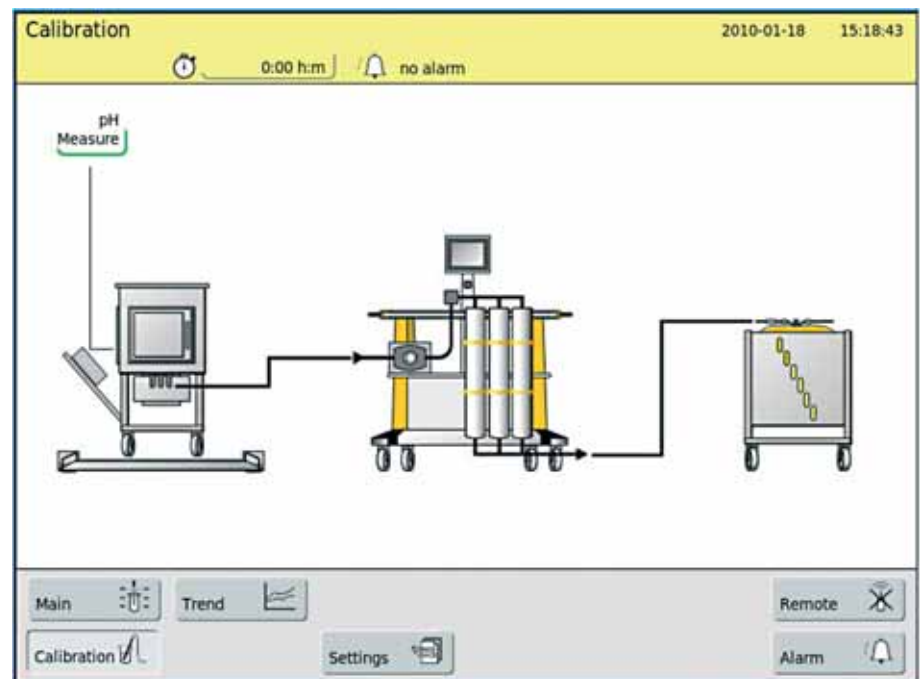 Calibration 2010-01-18 15:18:43
0:00 h:m no alarm
pH
Measure
Main Trend Remote
Calibration Settings Alarm